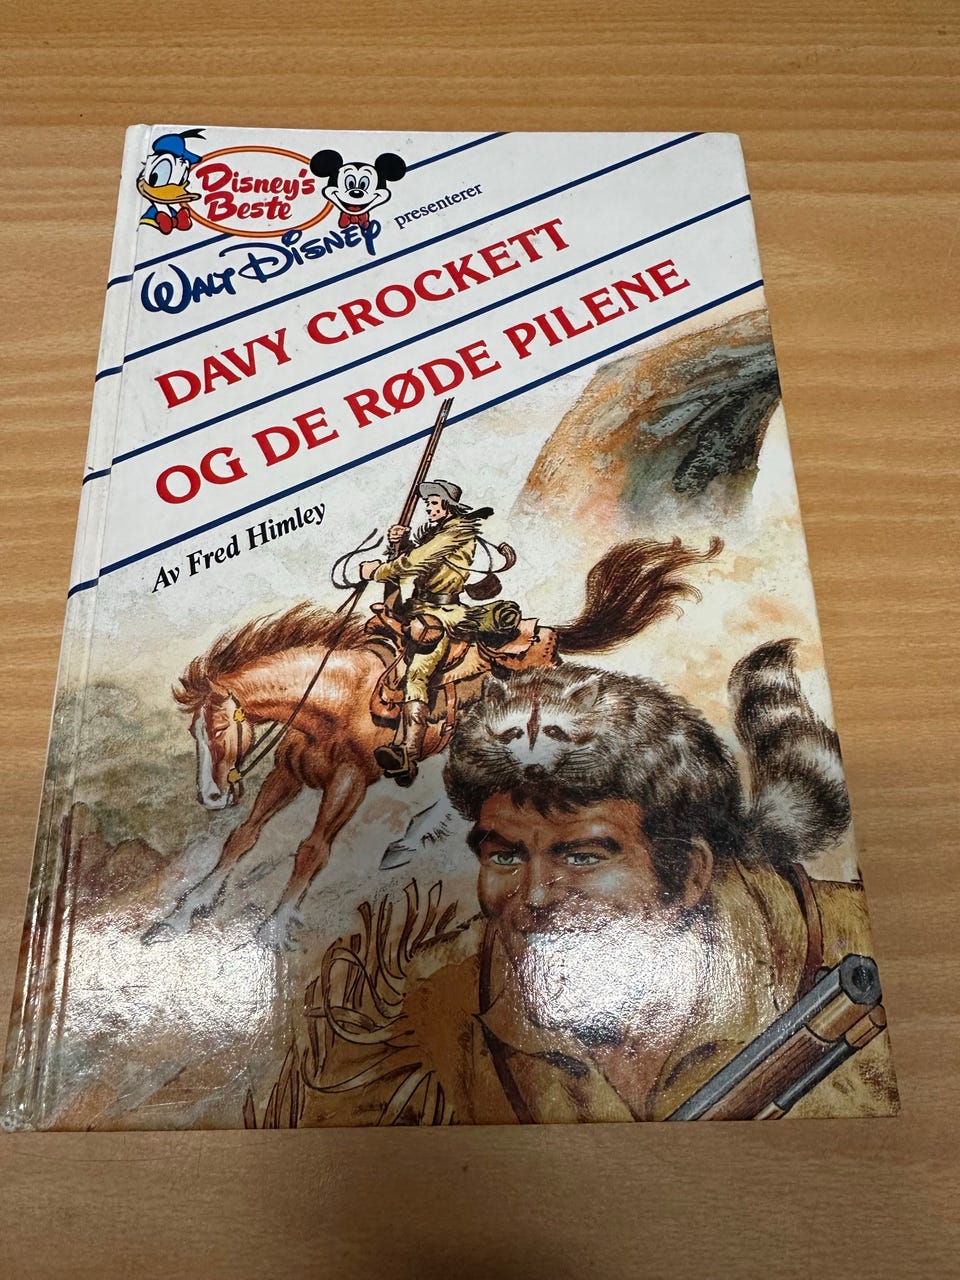 Disney's
Beste
WALT DISNEY presenterer
DAVY CROCKETT
OG DE RØDE PILENE
Av Fred Himley